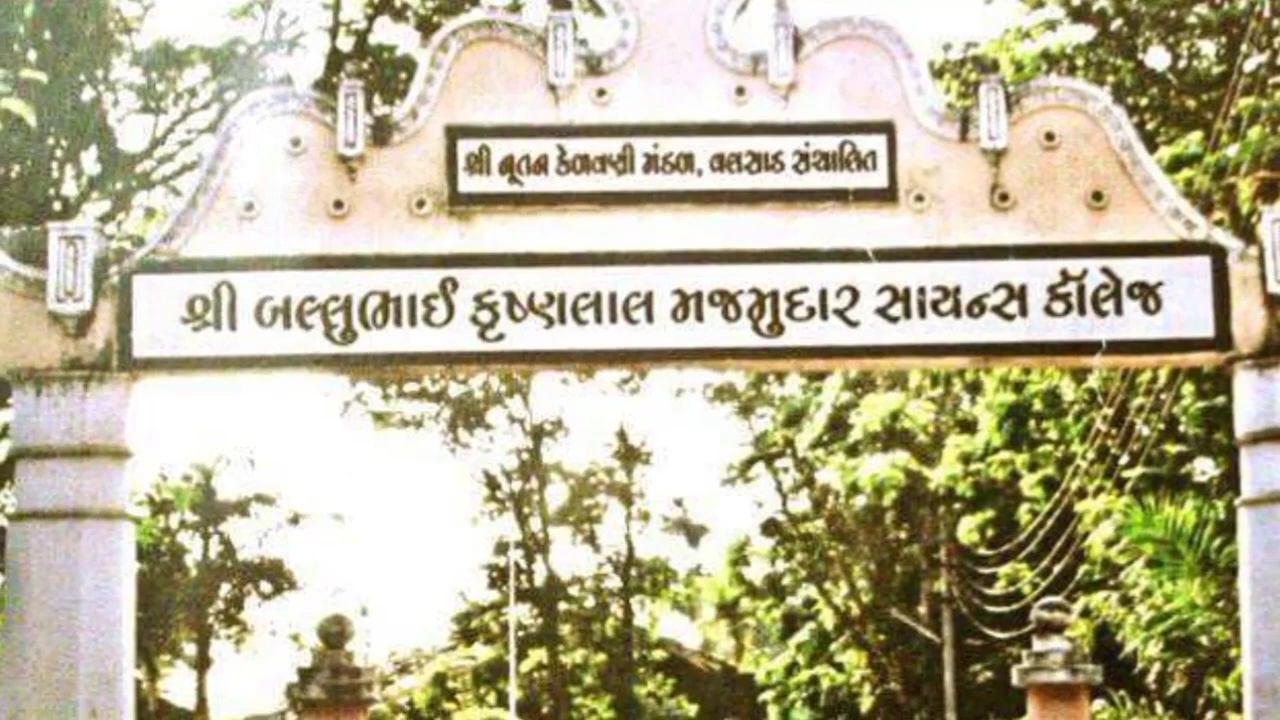 શ્રી નૂતન કેળવણી મંડળ, વલસાડ સંચાલિત
શ્રી બલ્લુભાઈ કૃષ્ણલાલ મજમુદાર સાયન્સ કૉલેજ